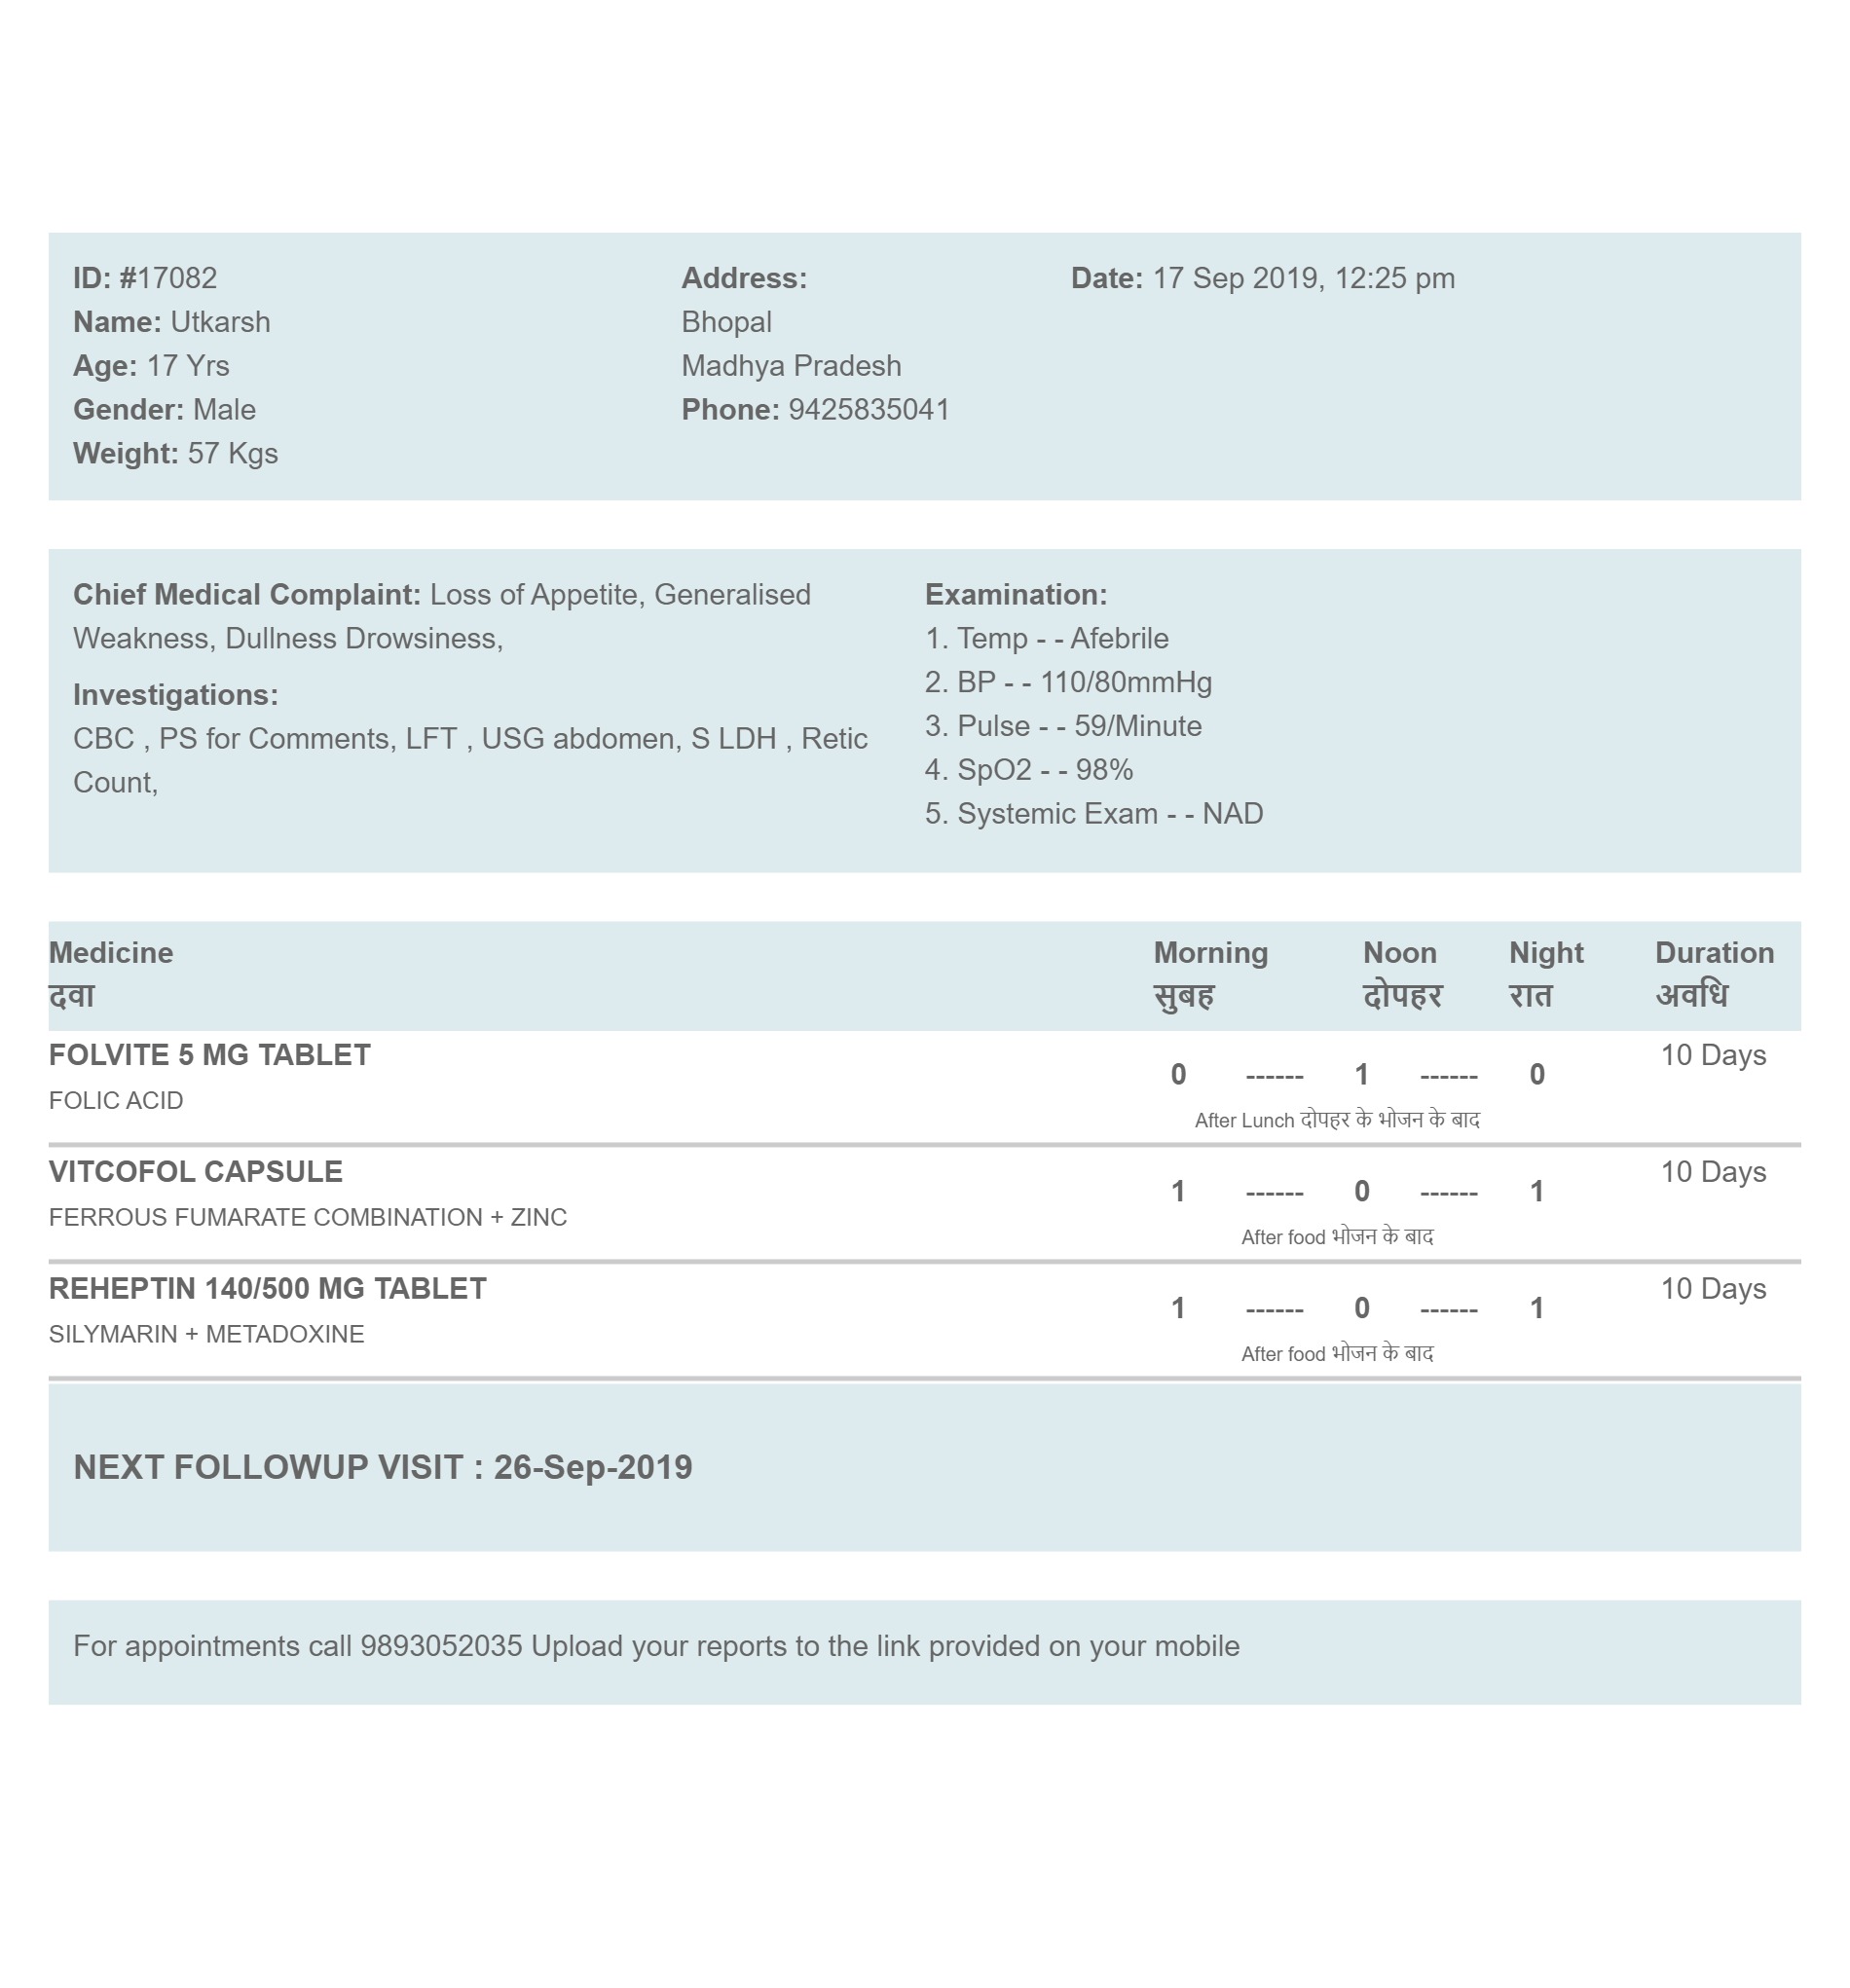 ID: #17082
Name: Utkarsh
Age: 17 Yrs
Gender: Male
Weight: 57 Kgs
Address:
Bhopal
Madhya Pradesh
Phone: 9425835041
Date: 17 Sep 2019, 12:25 pm
Chief Medical Complaint: Loss of Appetite, Generalised
Weakness, Dullness Drowsiness,
Investigations:
CBC , PS for Comments, LFT , USG abdomen, S LDH , Retic
Count,
Examination:
1. Temp - - Afebrile
2. BP - - 110/80mmHg
3. Pulse - - 59/Minute
4. SpO2 - - 98%
5. Systemic Exam - - NAD
Medicine Morning Noon Night Duration
दवा सुबह दोपहर रात अवधि
FOLVITE 5 MG TABLET 0 ------ 1 ------ 0 10 Days
FOLIC ACID
After Lunch दोपहर के भोजन के बाद
VITCOFOL CAPSULE 1 ------ 0 ------ 1 10 Days
FERROUS FUMARATE COMBINATION + ZINC
After food भोजन के बाद
REHEPTIN 140/500 MG TABLET 1 ------ 0 ------ 1 10 Days
SILYMARIN + METADOXINE
After food भोजन के बाद
NEXT FOLLOWUP VISIT : 26-Sep-2019
For appointments call 9893052035 Upload your reports to the link provided on your mobile